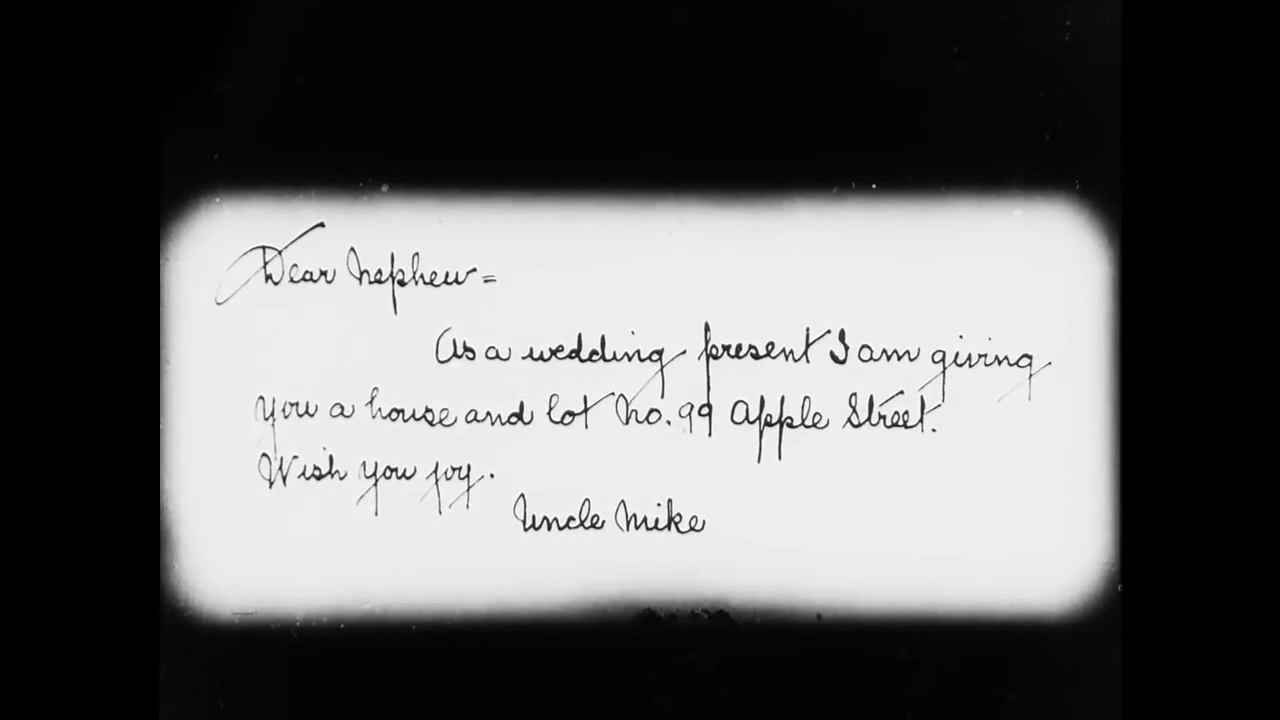 Dear Nephew=
As a wedding present I am giving
you a house and lot No. 99 Apple Street.
Wish you joy.
Uncle Mike